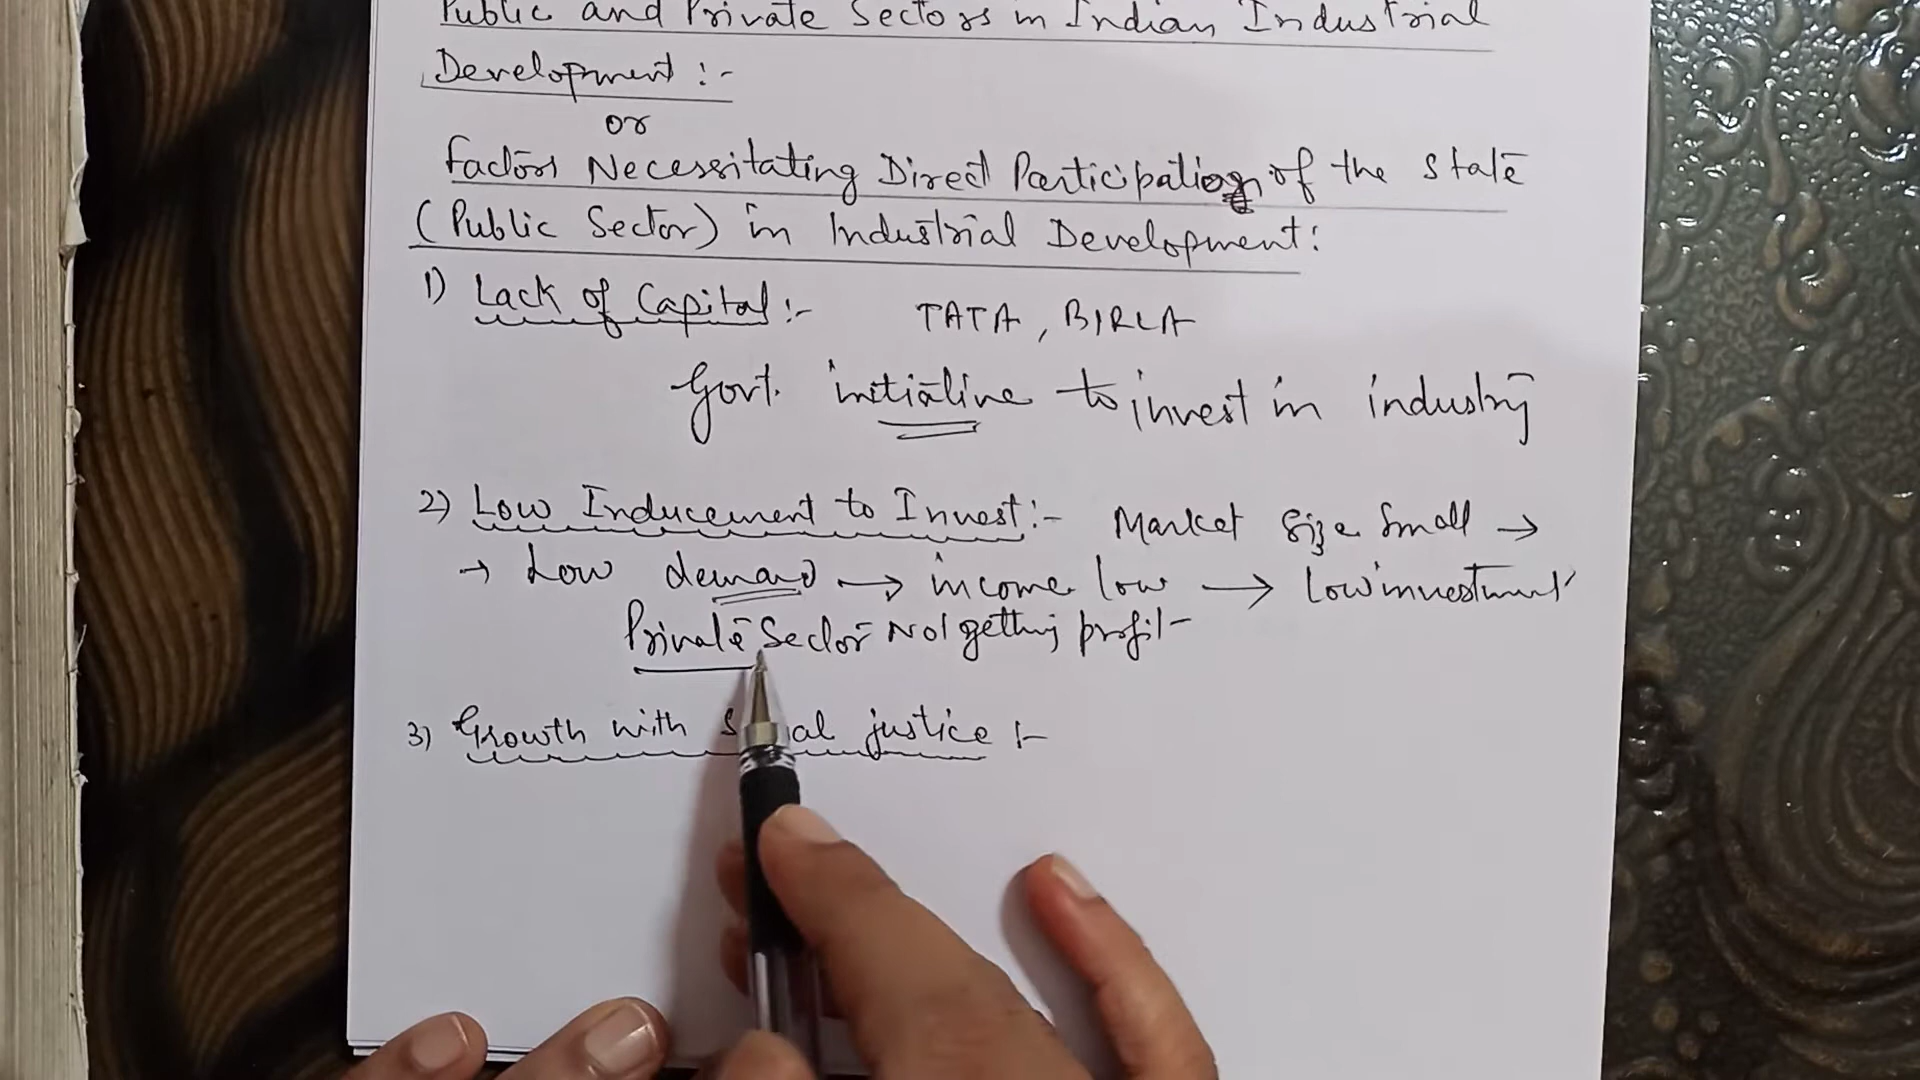 Public and Private Sectors in Indian Industrial
Development :-
or
Factors Necessitating Direct Participation of the State
(Public Sector) in Industrial Development:
1) Lack of Capital :- TATA, BIRLA
Govt. initiative to invest in industry
2) Low Inducement to Invest :- Market Size Small →
→ Low demand → income low → Low investment
Private Sector Not getting profit -
3) Growth with social justice :-